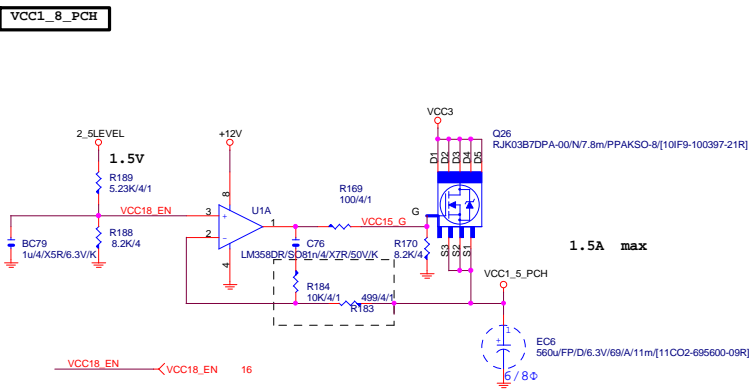 VCC1_8_PCH
VCC3
Q26
RJK03B7DPA-00/N/7.8m/PPAKSO-8/[10IF9-100397-21R]
2_5LEVEL
+12V
1.5V
D1
D2
D3
D4
D5
R189
5.23K/4/1
R169
100/4/1
8
U1A
G
VCC18_EN
3
+
1
VCC15_G
2
-
R188
8.2K/4
BC79
1u/4/X5R/6.3V/K
C76
LM358DR/SO81n/4/X7R/50V/K
R170
8.2K/4
S3
S2
S1
1.5A max
4
VCC1_5_PCH
R184
10K/4/1
499/4/1
R183
1
+
EC6
560u/FP/D/6.3V/69/A/11m/[11CO2-695600-09R]
6/8Φ
VCC18_EN
VCC18_EN 16